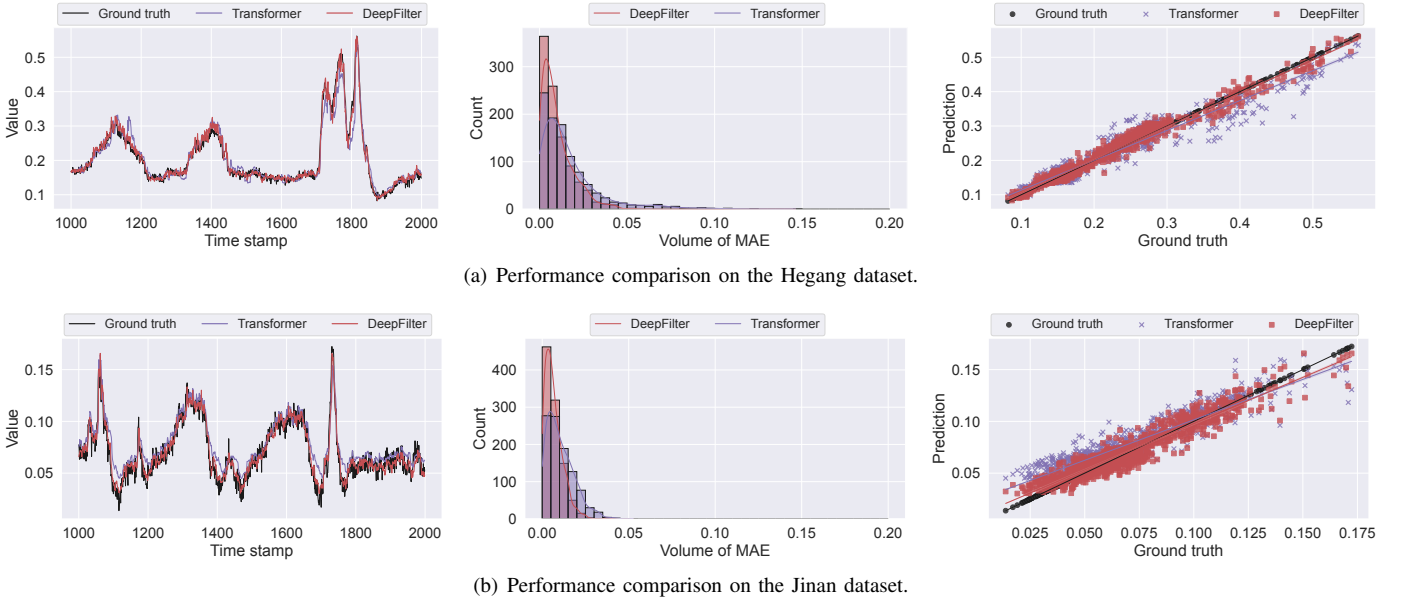 Ground truth Transformer DeepFilter
Value
0.5
0.4
0.3
0.2
0.1
1000 1200 1400 1600 1800 2000
Time stamp
DeepFilter Transformer
Count
300
200
100
0
0.00 0.05 0.10 0.15 0.20
Volume of MAE
Ground truth Transformer DeepFilter
Prediction
0.5
0.4
0.3
0.2
0.1
0.1 0.2 0.3 0.4 0.5
Ground truth
(a) Performance comparison on the Hegang dataset.
Ground truth Transformer DeepFilter
Value
0.15
0.10
0.05
1000 1200 1400 1600 1800 2000
Time stamp
DeepFilter Transformer
Count
400
300
200
100
0
0.00 0.05 0.10 0.15 0.20
Volume of MAE
Ground truth Transformer DeepFilter
Prediction
0.15
0.10
0.05
0.025 0.050 0.075 0.100 0.125 0.150 0.175
Ground truth
(b) Performance comparison on the Jinan dataset.